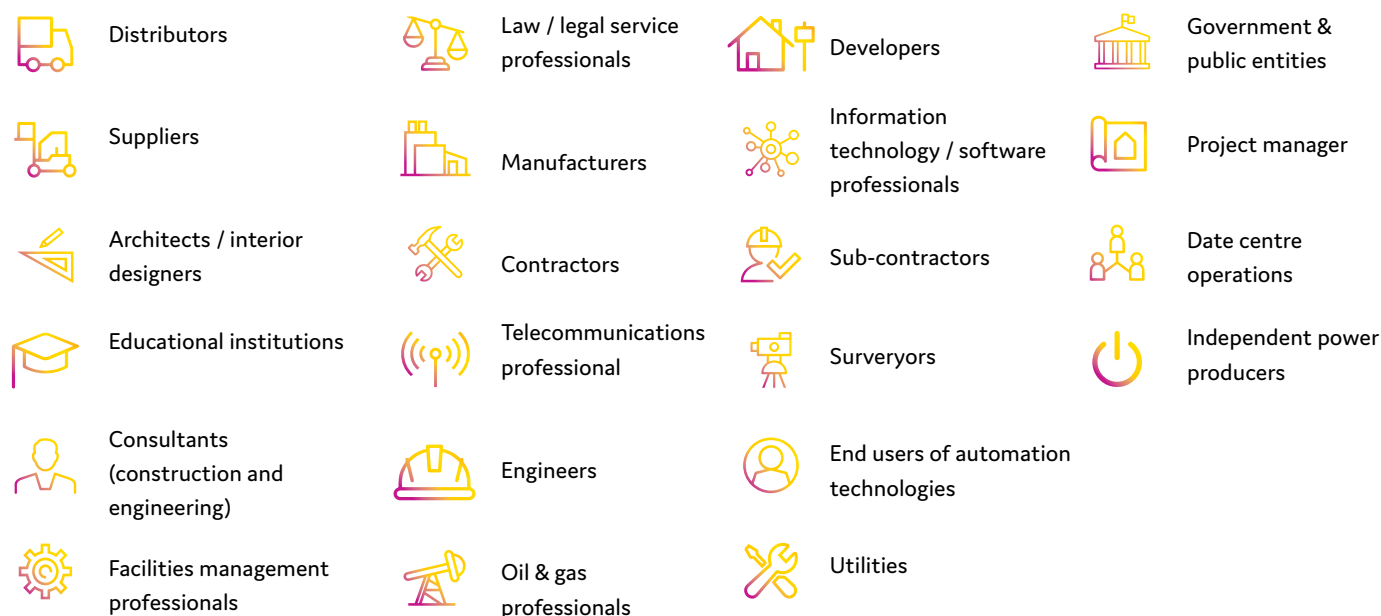 Distributors
Suppliers
Architects / interior
designers
Educational institutions
Consultants
(construction and
engineering)
Facilities management
professionals
Law / legal service
professionals
Manufacturers
Contractors
Telecommunications
professional
Engineers
Oil & gas
professionals
Developers
Information
technology / software
professionals
Sub-contractors
Surveryors
End users of automation
technologies
Utilities
Government &
public entities
Project manager
Date centre
operations
Independent power
producers